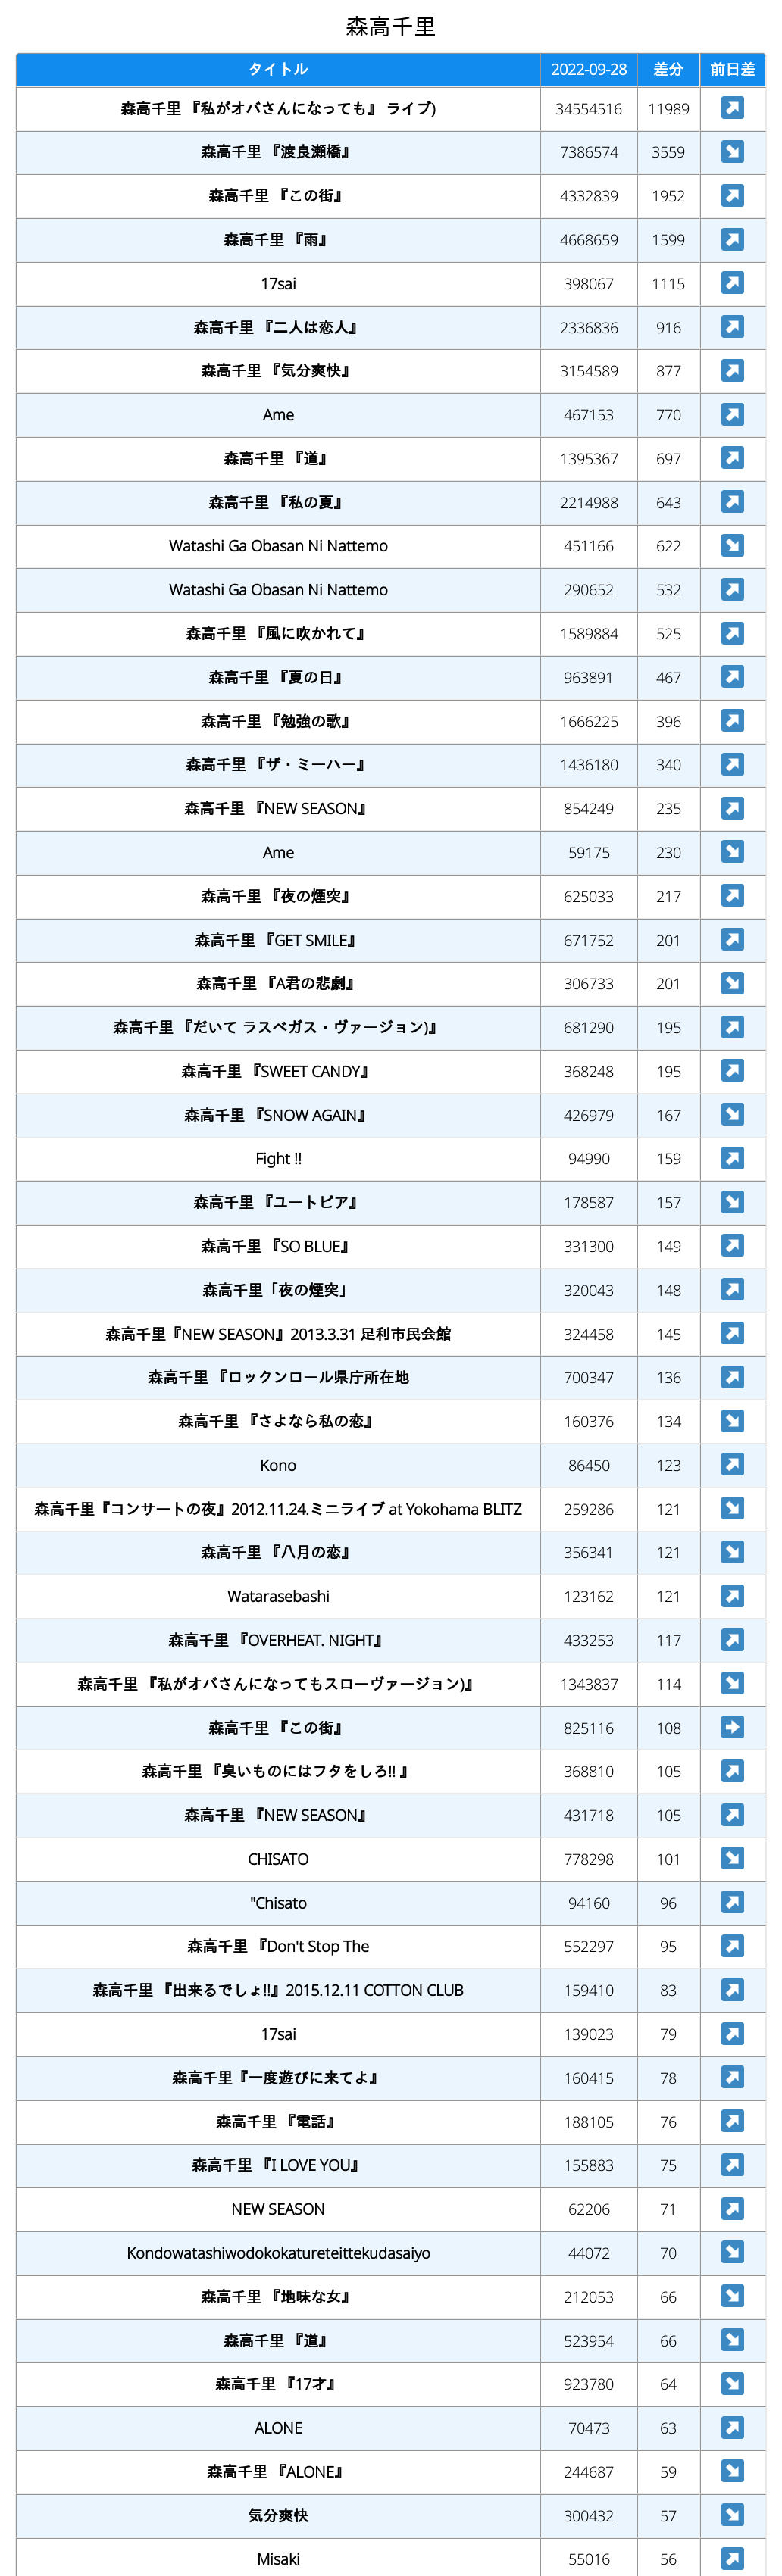 森高千里
タイトル 2022-09-28 差分 前日差
森高千里 『私がオバさんになっても』 ライブ) 34554516 11989
森高千里 『渡良瀬橋』 7386574 3559
森高千里 『この街』 4332839 1952
森高千里 『雨』 4668659 1599
17sai 398067 1115
森高千里 『二人は恋人』 2336836 916
森高千里 『気分爽快』 3154589 877
Ame 467153 770
森高千里 『道』 1395367 697
森高千里 『私の夏』 2214988 643
Watashi Ga Obasan Ni Nattemo 451166 622
Watashi Ga Obasan Ni Nattemo 290652 532
森高千里 『風に吹かれて』 1589884 525
森高千里 『夏の日』 963891 467
森高千里 『勉強の歌』 1666225 396
森高千里 『ザ・ミーハー』 1436180 340
森高千里 『NEW SEASON』 854249 235
Ame 59175 230
森高千里 『夜の煙突』 625033 217
森高千里 『GET SMILE』 671752 201
森高千里 『A君の悲劇』 306733 201
森高千里 『だいて ラスベガス・ヴァージョン)』 681290 195
森高千里 『SWEET CANDY』 368248 195
森高千里 『SNOW AGAIN』 426979 167
Fight !! 94990 159
森高千里 『ユートピア』 178587 157
森高千里 『SO BLUE』 331300 149
森高千里「夜の煙突」 320043 148
森高千里『NEW SEASON』2013.3.31 足利市民会館 324458 145
森高千里 『ロックンロール県庁所在地 700347 136
森高千里 『さよなら私の恋』 160376 134
Kono 86450 123
森高千里『コンサートの夜』2012.11.24.ミニライブ at Yokohama BLITZ 259286 121
森高千里 『八月の恋』 356341 121
Watarasebashi 123162 121
森高千里 『OVERHEAT. NIGHT』 433253 117
森高千里 『私がオバさんになってもスローヴァージョン)』 1343837 114
森高千里 『この街』 825116 108
森高千里 『臭いものにはフタをしろ!! 』 368810 105
森高千里 『NEW SEASON』 431718 105
CHISATO 778298 101
"Chisato 94160 96
森高千里 『Don't Stop The 552297 95
森高千里 『出来るでしょ!!』2015.12.11 COTTON CLUB 159410 83
17sai 139023 79
森高千里『一度遊びに来てよ』 160415 78
森高千里 『電話』 188105 76
森高千里 『I LOVE YOU』 155883 75
NEW SEASON 62206 71
Kondowatashiwodokokatureteittekudasaiyo 44072 70
森高千里 『地味な女』 212053 66
森高千里 『道』 523954 66
森高千里 『17才』 923780 64
ALONE 70473 63
森高千里 『ALONE』 244687 59
気分爽快 300432 57
Misaki 55016 56